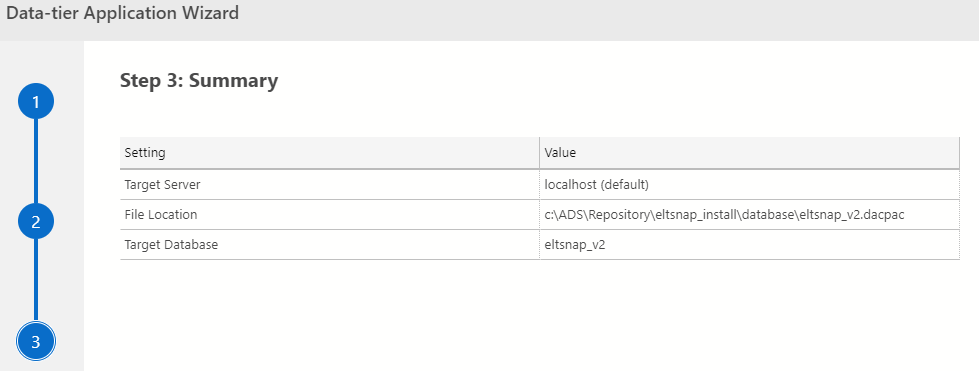 Data-tier Application Wizard
Step 3: Summary
1
Setting Value
Target Server localhost (default)
File Location c:\ADS\Repository\eltsnap_install\database\eltsnap_v2.dacpac
2
Target Database eltsnap_v2
3